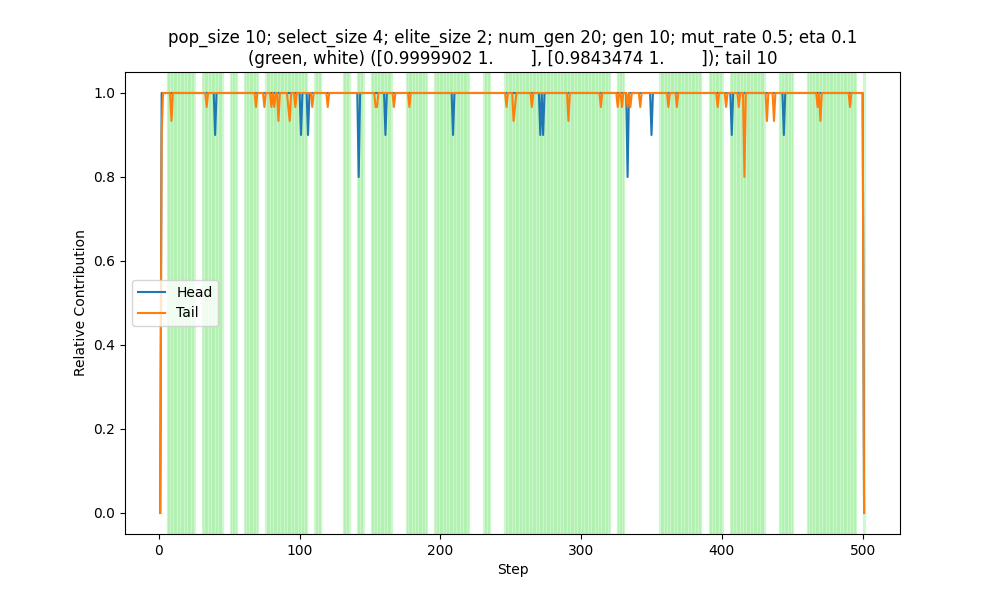 pop_size 10; select_size 4; elite_size 2; num_gen 20; gen 10; mut_rate 0.5; eta 0.1
(green, white) ([0.9999902 1.        ], [0.9843474 1.        ]); tail 10
1.0
0.8
0.6
0.4
0.2
0.0
Relative Contribution
Head
Tail
0
100
200
300
400
500
Step